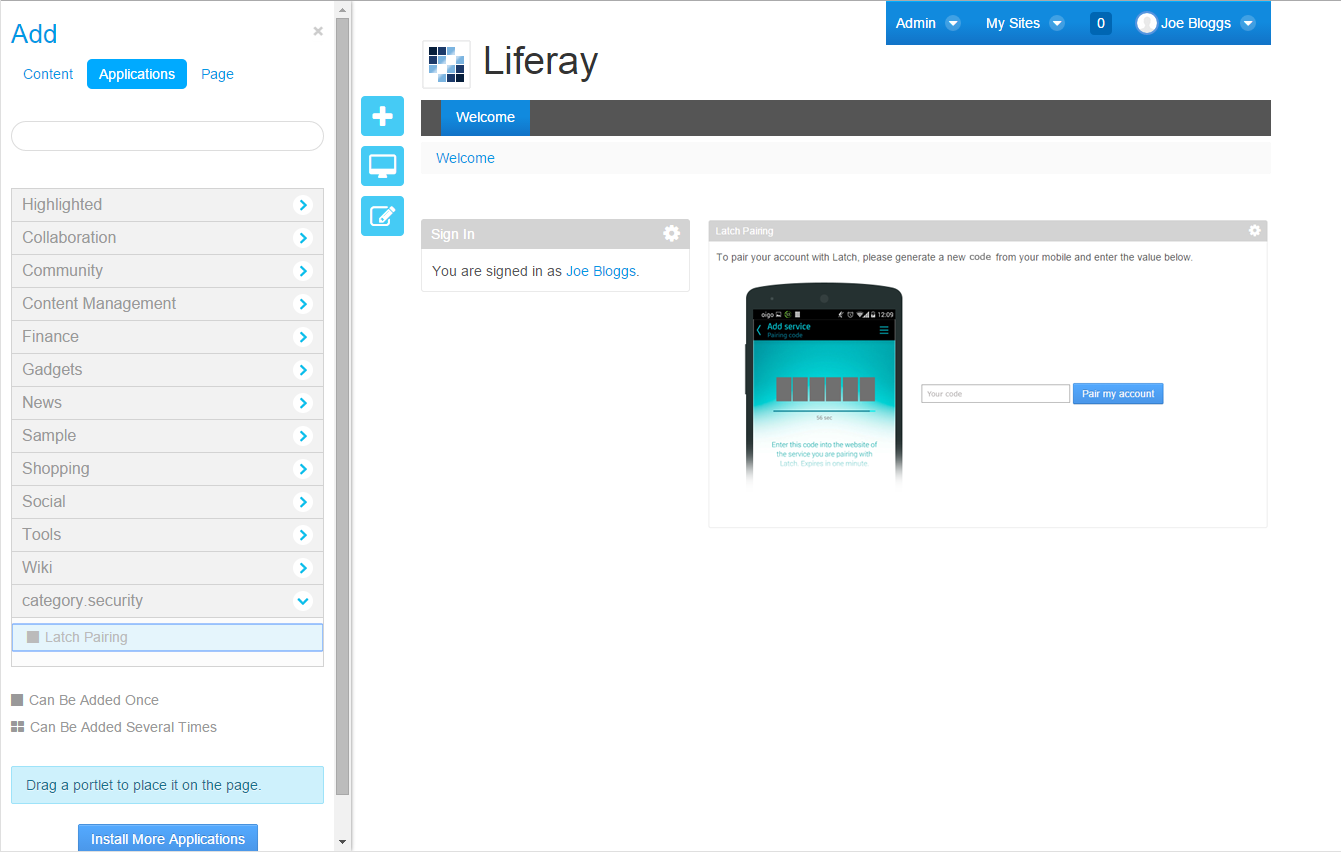 Add
×
Content Applications Page
Highlighted
Collaboration
Community
Content Management
Finance
Gadgets
News
Sample
Shopping
Social
Tools
Wiki
category.security
Latch Pairing
Can Be Added Once
Can Be Added Several Times
Drag a portlet to place it on the page.
Install More Applications
Admin My Sites 0 Joe Bloggs
Liferay
Welcome
Welcome
Sign In
You are signed in as Joe Bloggs.
Latch Pairing
To pair your account with Latch, please generate a new code from your mobile and enter the value below.
oigo 12:09
Add service
Pairing code
56 sec
Enter this code into the website of
the service you are pairing with
Latch. Expires in one minute
Your code Pair my account